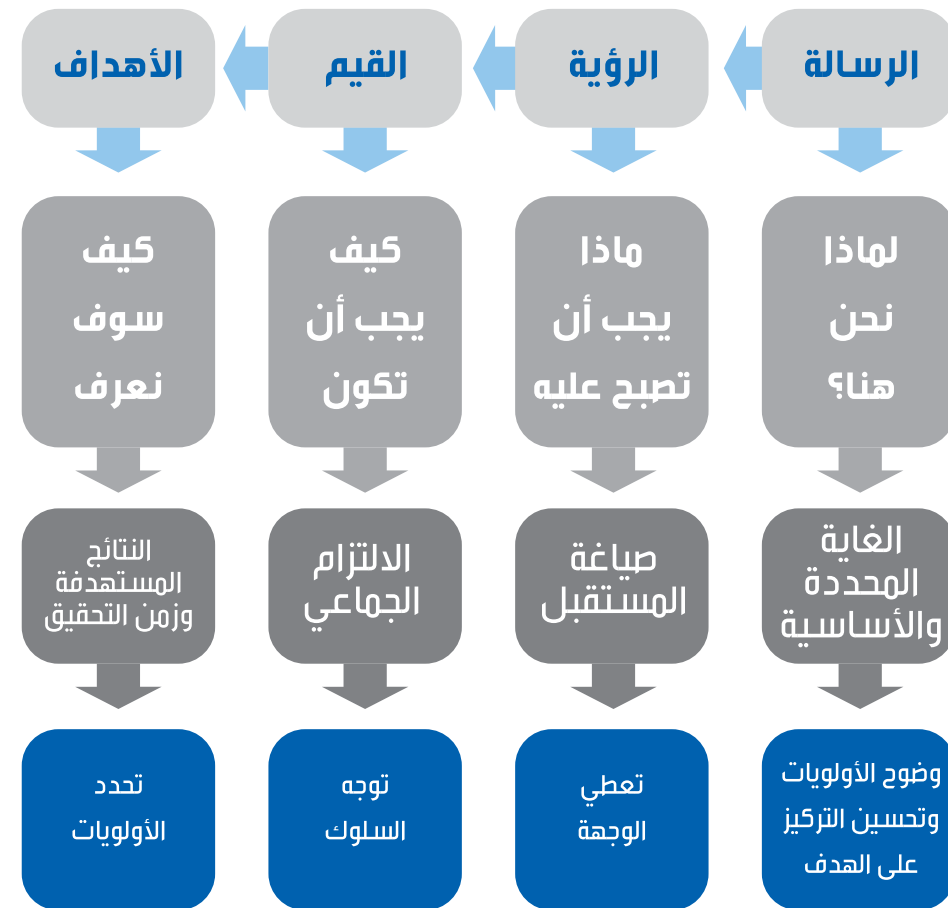 الرسالة
الرؤية
القيم
الأهداف
لماذا
نحن
هنا؟
ماذا
يجب أن
تصبح عليه
كيف
يجب أن
تكون
كيف
سوف
نعرف
الغاية
المحددة
والأساسية
صياغة
المستقبل
الالتزام
الجماعي
النتائج
المستهدفة
وزمن التحقيق
وضوح الأولويات
وتحسين التركيز
على الهدف
تعطي
الوجهة
توجه
السلوك
تحدد
الأولويات